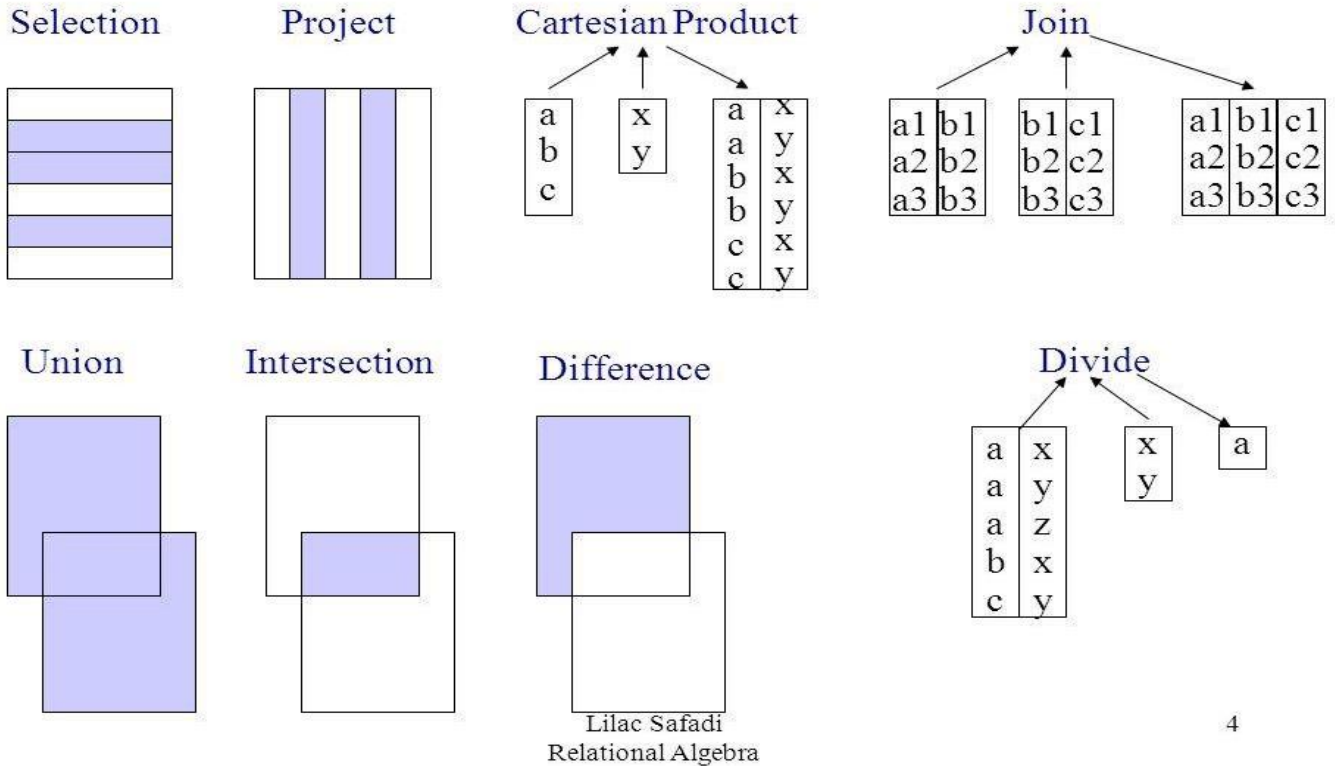 Selection
Project
Cartesian Product
Join
a
b
c
x
y
a x
a y
b x
b y
c x
c y
a1 b1
a2 b2
a3 b3
b1 c1
b2 c2
b3 c3
a1 b1 c1
a2 b2 c2
a3 b3 c3
Union
Intersection
Difference
Divide
a x
a y
a z
b x
c y
x
y
a
Lilac Safadi
Relational Algebra
4